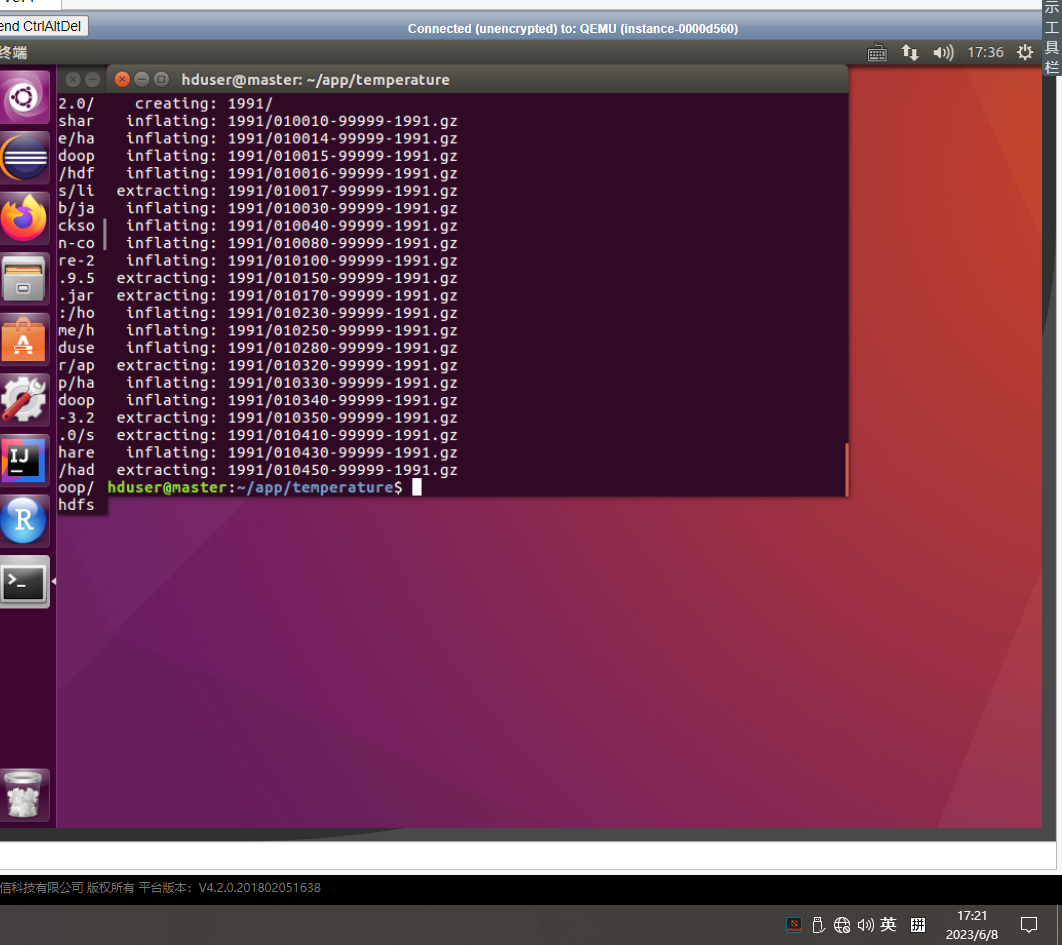 end CtrlAltDel
Connected (unencrypted) to: QEMU (instance-0000d560)
示
工
具
栏
终端
17:36
hduser@master: ~/app/temperature
2.0/
shar
e/ha
doop
/hdf
s/li
b/ja
ckso
n-co
re-2
.9.5
.jar
:/ho
me/h
duse
r/ap
p/ha
doop
-3.2
.0/s
hare
/had
oop/
hdfs
creating: 1991/
inflating: 1991/010010-99999-1991.gz
inflating: 1991/010014-99999-1991.gz
inflating: 1991/010015-99999-1991.gz
inflating: 1991/010016-99999-1991.gz
extracting: 1991/010017-99999-1991.gz
inflating: 1991/010030-99999-1991.gz
inflating: 1991/010040-99999-1991.gz
inflating: 1991/010080-99999-1991.gz
inflating: 1991/010100-99999-1991.gz
extracting: 1991/010150-99999-1991.gz
extracting: 1991/010170-99999-1991.gz
inflating: 1991/010230-99999-1991.gz
inflating: 1991/010250-99999-1991.gz
inflating: 1991/010280-99999-1991.gz
extracting: 1991/010320-99999-1991.gz
inflating: 1991/010330-99999-1991.gz
inflating: 1991/010340-99999-1991.gz
extracting: 1991/010350-99999-1991.gz
extracting: 1991/010410-99999-1991.gz
inflating: 1991/010430-99999-1991.gz
extracting: 1991/010450-99999-1991.gz
hduser@master:~/app/temperature$
IJ
R
信科技有限公司 版权所有 平台版本：V4.2.0.201802051638
英
拼
17:21
2023/6/8